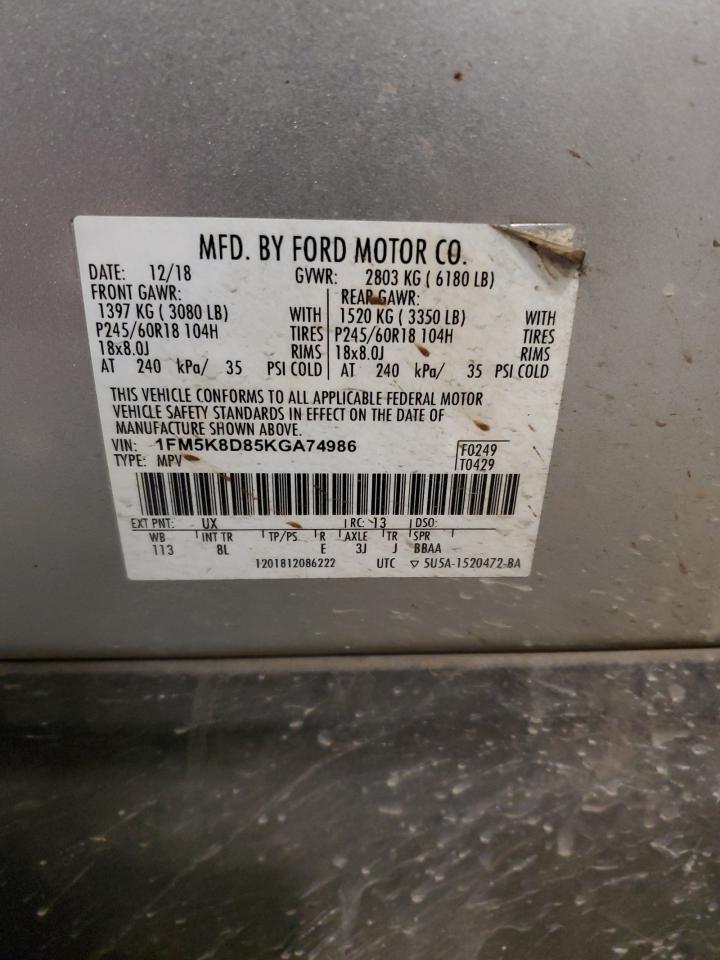 MFD. BY FORD MOTOR CO.
DATE: 12/18 GVWR: 2803 KG ( 6180 LB)
FRONT GAWR: REAR GAWR:
1397 KG ( 3080 LB) WITH 1520 KG ( 3350 LB) WITH
P245/60R18 104H TIRES P245/60R18 104H TIRES
18x8.0J RIMS 18x8.0J RIMS
AT 240 kPa/ 35 PSI COLD AT 240 kPa/ 35 PSI COLD
THIS VEHICLE CONFORMS TO ALL APPLICABLE FEDERAL MOTOR
VEHICLE SAFETY STANDARDS IN EFFECT ON THE DATE OF
MANUFACTURE SHOWN ABOVE.
VIN: 1FM5K8D85KGA74986 F0249
TYPE: MPV T0429
EXT PNT: UX RC: 13 DSO:
WB INT TR TP/PS R AXLE TR SPR
113 8L E 3J J BBAA
1201812086222 UTC ▽ 5U5A-1520472-BA